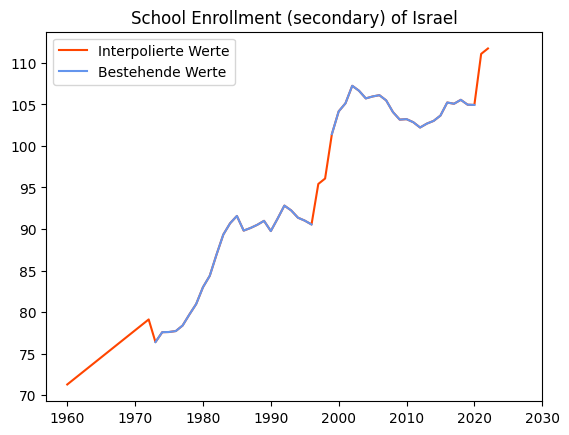 School Enrollment (secondary) of Israel
Interpolierte Werte
Bestehende Werte
110
105
100
95
90
85
80
75
70
1960 1970 1980 1990 2000 2010 2020 2030